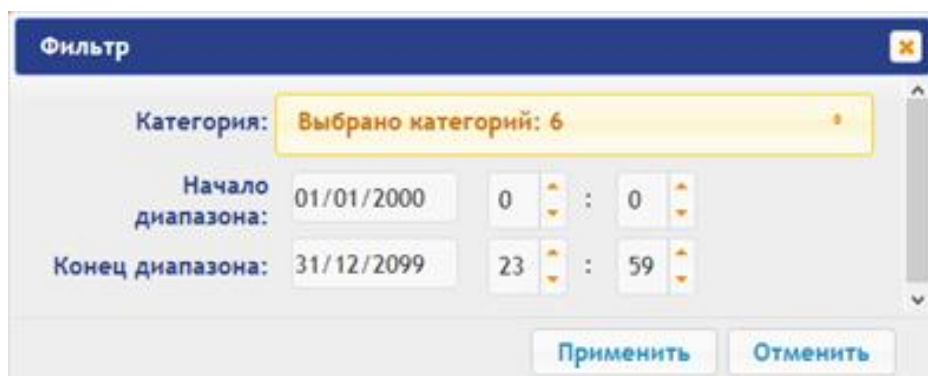 Фильтр
Категория: Выбрано категорий: 6
Начало диапазона: 01/01/2000 0 : 0
Конец диапазона: 31/12/2099 23 : 59
Применить Отменить